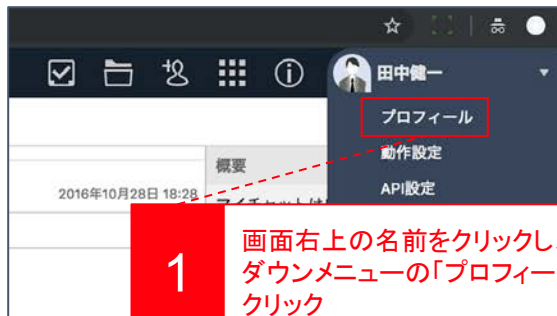 田中健一
プロフィール
動作設定
概要
API設定
2016年10月28日 18:28
1
画面右上の名前をクリックし、
ダウンメニューの「プロフィー
クリック